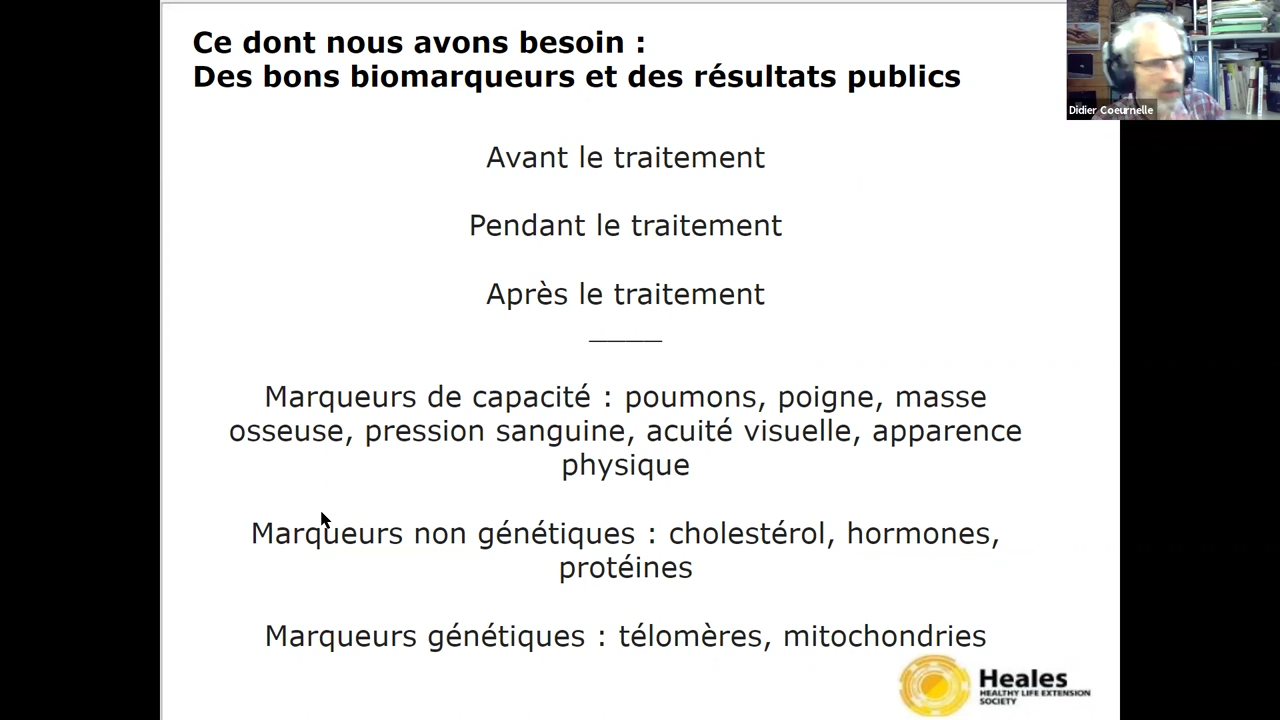 Ce dont nous avons besoin :
Des bons biomarqueurs et des résultats publics
Didier Coeurnelle
Avant le traitement
Pendant le traitement
Après le traitement
____
Marqueurs de capacité : poumons, poigne, masse
osseuse, pression sanguine, acuité visuelle, apparence
physique
Marqueurs non génétiques : cholestérol, hormones,
protéines
Marqueurs génétiques : télomères, mitochondries
Heales
HEALTHY LIFE EXTENSION
SOCIETY